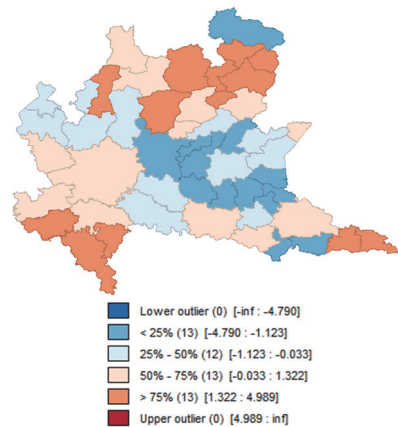 Lower outlier (0) [-inf : -4.790]
< 25% (13) [-4.790 : -1.123]
25% - 50% (12) [-1.123 : -0.033]
50% - 75% (13) [-0.033 : 1.322]
> 75% (13) [1.322 : 4.989]
Upper outlier (0) [4.989 : inf]